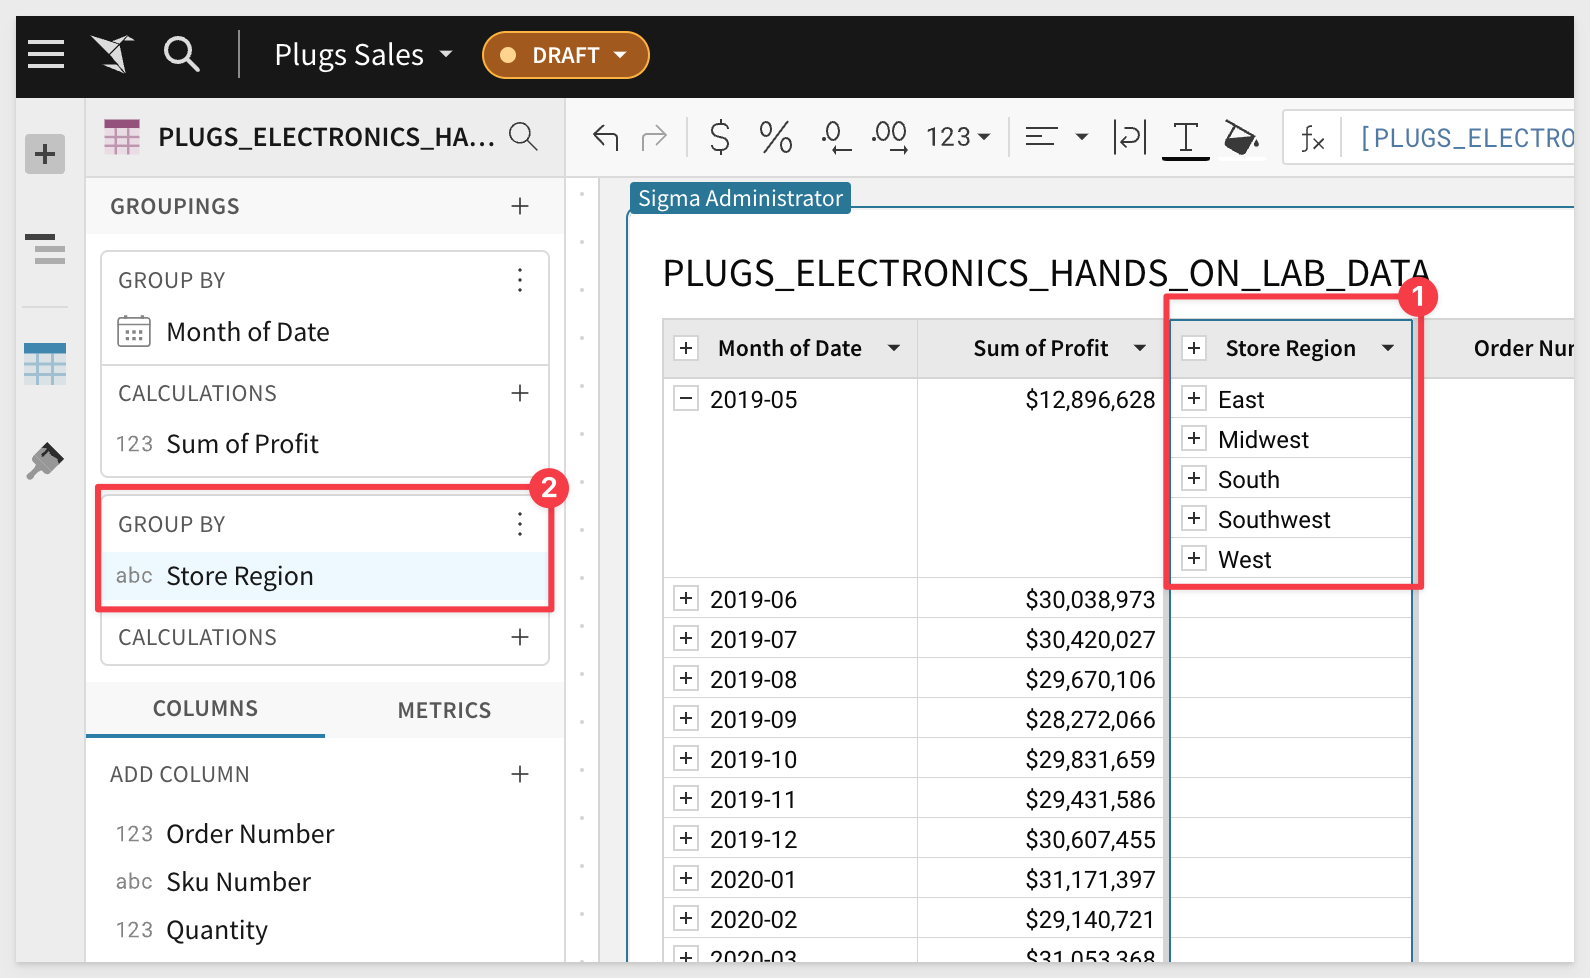 Plugs Sales
DRAFT
PLUGS_ELECTRONICS_HA...
$ % .0 .00 123
fx [PLUGS_ELECTRO
GROUPINGS
GROUP BY
Month of Date
CALCULATIONS
123 Sum of Profit
2
GROUP BY
abc Store Region
CALCULATIONS
COLUMNS METRICS
ADD COLUMN
123 Order Number
abc Sku Number
123 Quantity
Sigma Administrator
PLUGS_ELECTRONICS_HANDS_ON_LAB_DATA
1
Month of Date Sum of Profit Store Region Order Nur
2019-05 $12,896,628 East
Midwest
South
Southwest
West
2019-06 $30,038,973
2019-07 $30,420,027
2019-08 $29,670,106
2019-09 $28,272,066
2019-10 $29,831,659
2019-11 $29,431,586
2019-12 $30,607,455
2020-01 $31,171,397
2020-02 $29,140,721
2020-03 $31,053,368